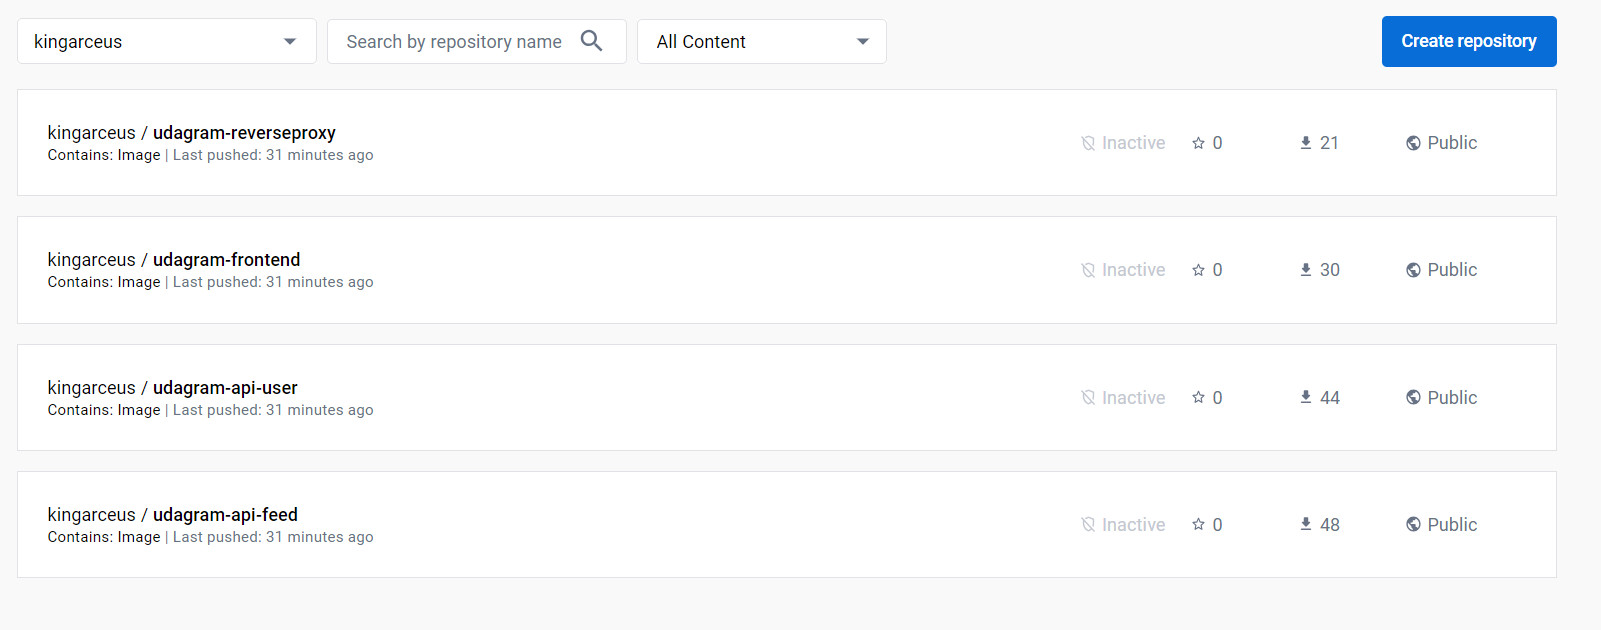 kingarceus Search by repository name All Content Create repository
kingarceus / udagram-reverseproxy
Contains: Image | Last pushed: 31 minutes ago
Inactive 0 21 Public
kingarceus / udagram-frontend
Contains: Image | Last pushed: 31 minutes ago
Inactive 0 30 Public
kingarceus / udagram-api-user
Contains: Image | Last pushed: 31 minutes ago
Inactive 0 44 Public
kingarceus / udagram-api-feed
Contains: Image | Last pushed: 31 minutes ago
Inactive 0 48 Public